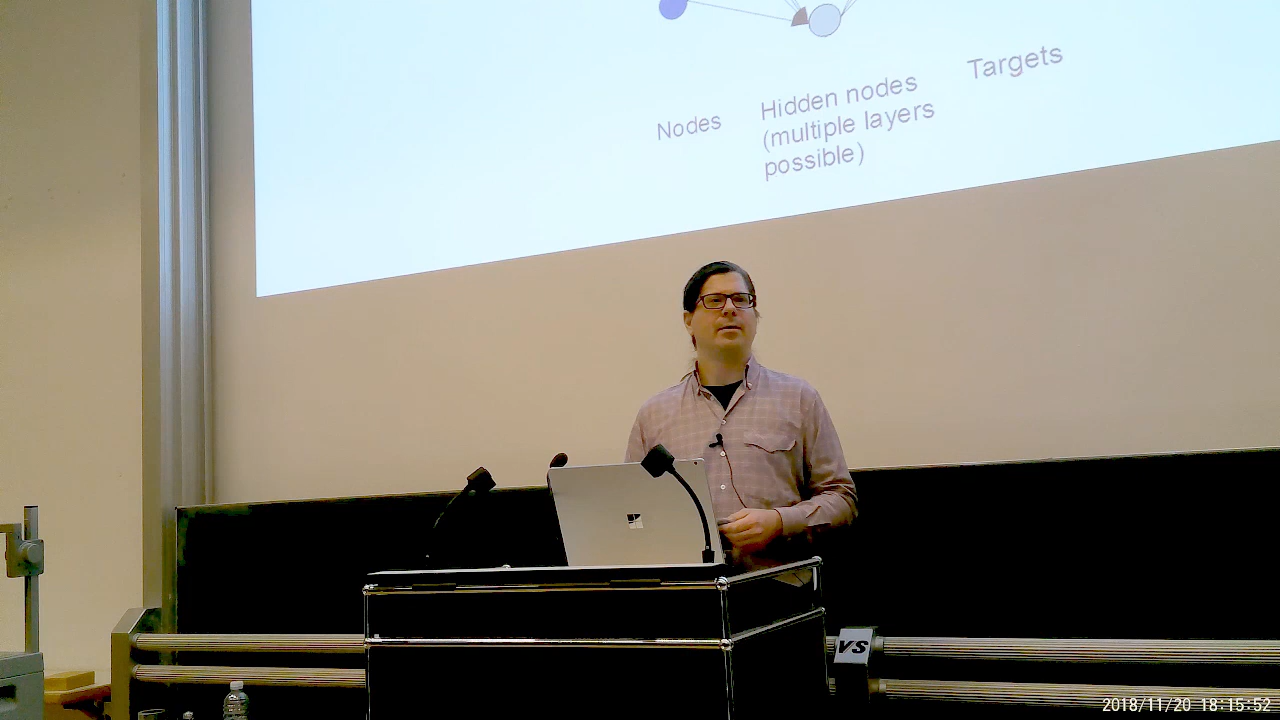 Targets
Nodes
Hidden nodes
(multiple layers
possible)
VS
2018/11/20 18:15:52